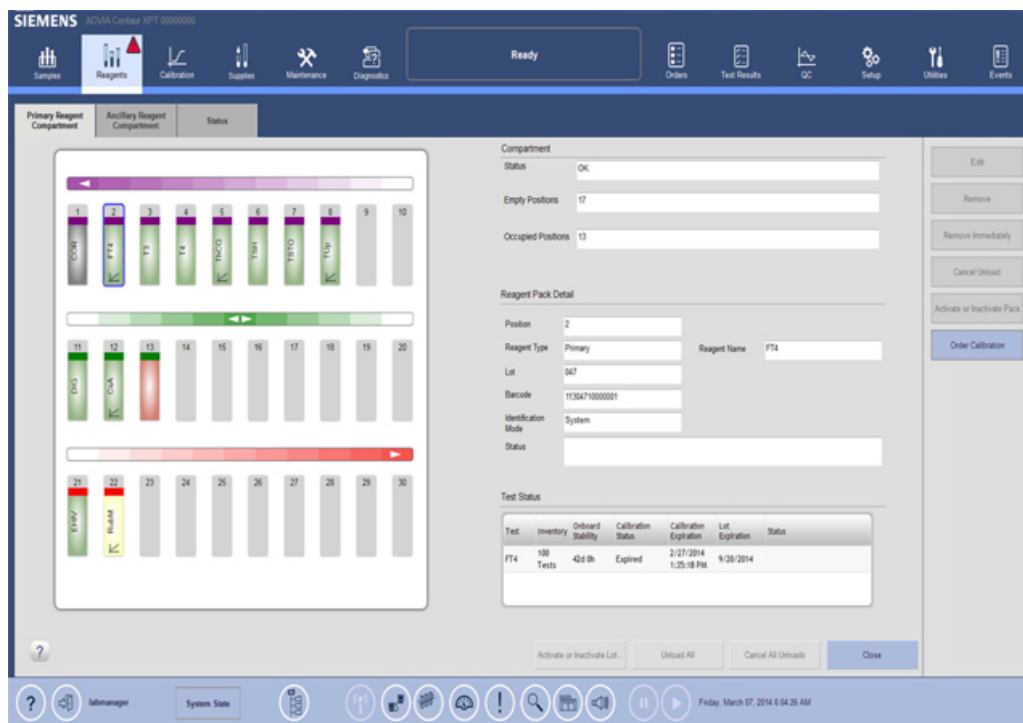 SIEMENS ADVIA Centaur XPT 00000000
Samples Reagents Calibration Supplies Maintenance Diagnostics Ready Orders Test Results QC Setup Utilities Events
Primary Reagent Compartment
Ancillary Reagent Compartment
Status
1 2 3 4 5 6 7 8 9 10
COR FT4 T3 T4 ThCG TSH TSTO TUp
11 12 13 14 15 16 17 18 19 20
DIG CsA
21 22 23 24 25 26 27 28 29 30
EHIV RubM
Compartment
Status OK
Empty Positions 17
Occupied Positions 13
Reagent Pack Detail
Position 2
Reagent Type Primary Reagent Name FT4
Lot 047
Barcode 11304710000001
Identification Mode System
Status
Test Status
Test Inventory Onboard Stability Calibration Status Calibration Expiration Lot Expiration Status
FT4 100 Tests 42d 0h Expired 2/27/2014 1:35:18 PM 9/20/2014
Edit
Remove
Remove Immediately
Cancel Unload
Activate or Inactivate Pack
Order Calibration
? Activate or Inactivate Lot... Unload All Cancel All Unloads Close
? labmanager System State ! Friday, March 07, 2014 6:04:26 AM